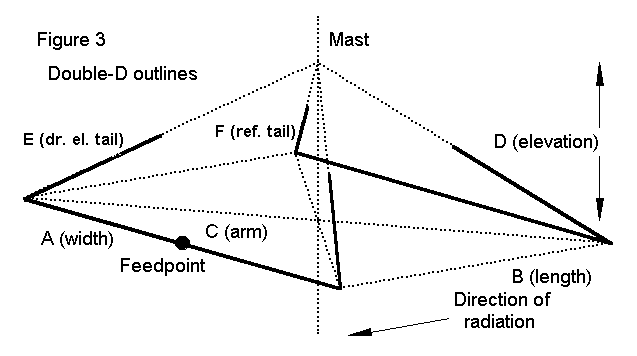 Figure 3
Mast
Double-D outlines
E (dr. el. tail)
F (ref. tail)
D (elevation)
A (width)
C (arm)
Feedpoint
B (length)
Direction of
radiation